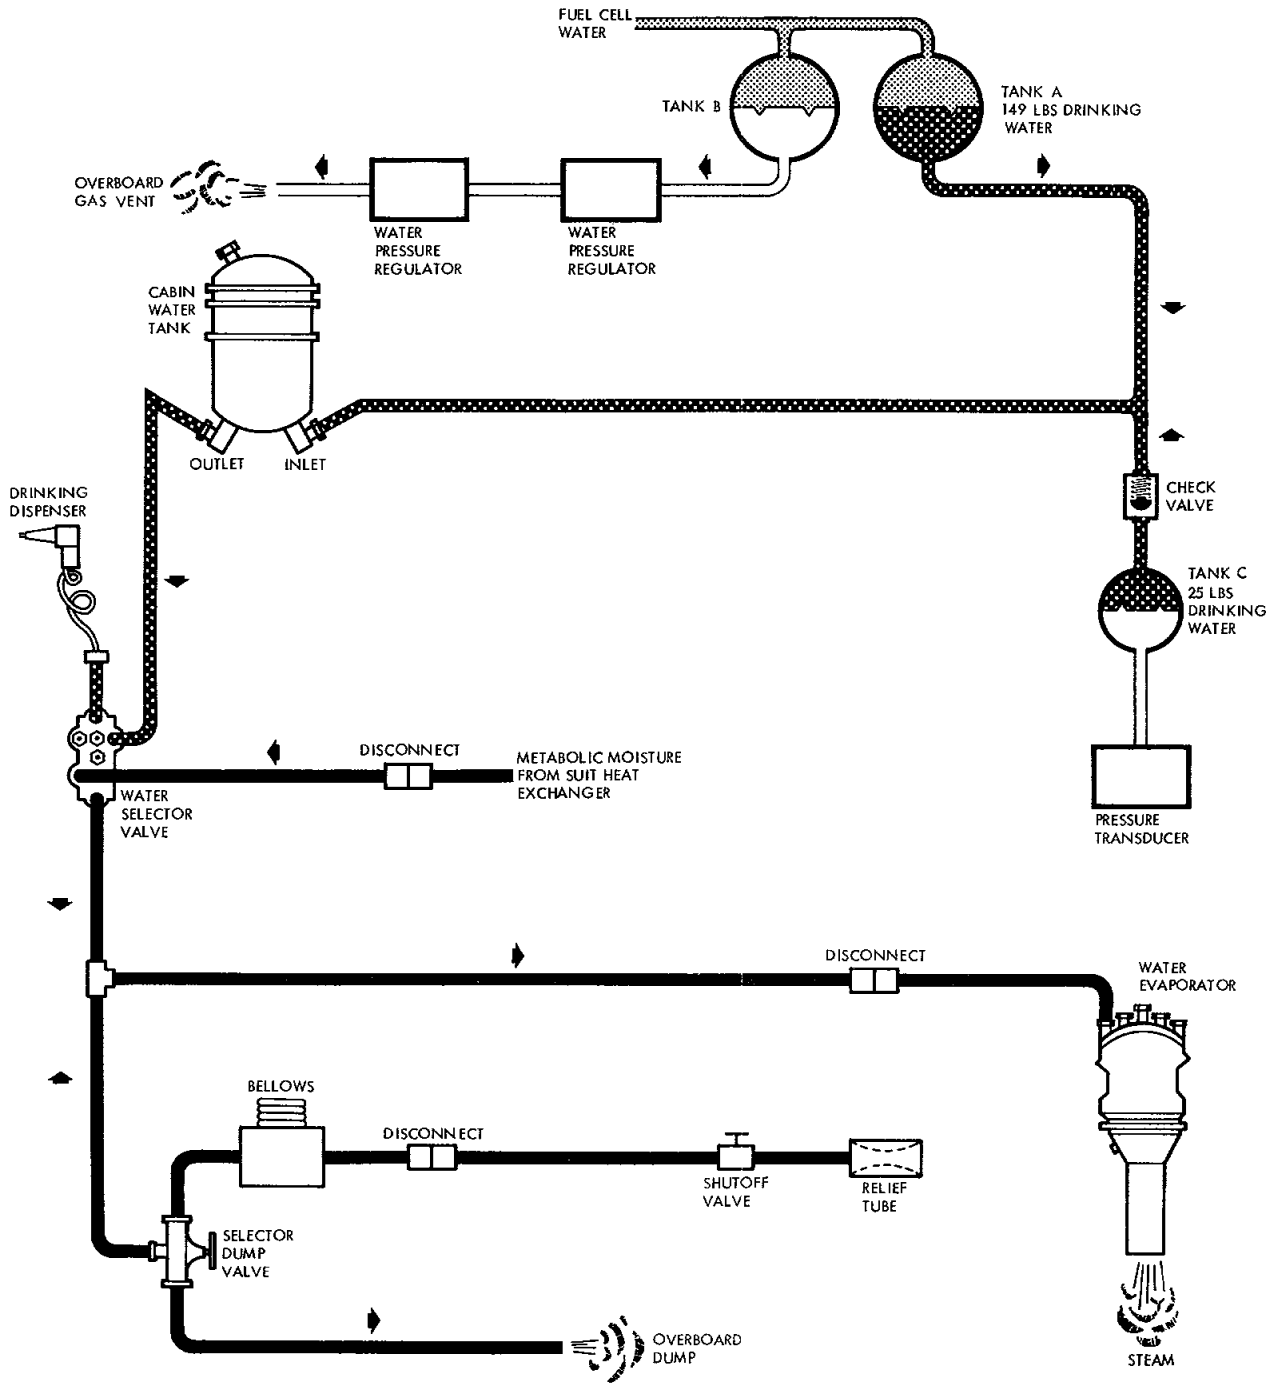 FUEL CELL
WATER
TANK B
TANK A
149 LBS DRINKING
WATER
OVERBOARD
GAS VENT
WATER
PRESSURE
REGULATOR
WATER
PRESSURE
REGULATOR
CABIN
WATER
TANK
OUTLET
INLET
DRINKING
DISPENSER
CHECK
VALVE
TANK C
25 LBS
DRINKING
WATER
DISCONNECT
METABOLIC MOISTURE
FROM SUIT HEAT
EXCHANGER
WATER
SELECTOR
VALVE
PRESSURE
TRANSDUCER
DISCONNECT
WATER
EVAPORATOR
BELLOWS
DISCONNECT
SHUTOFF
VALVE
RELIEF
TUBE
SELECTOR
DUMP
VALVE
OVERBOARD
DUMP
STEAM